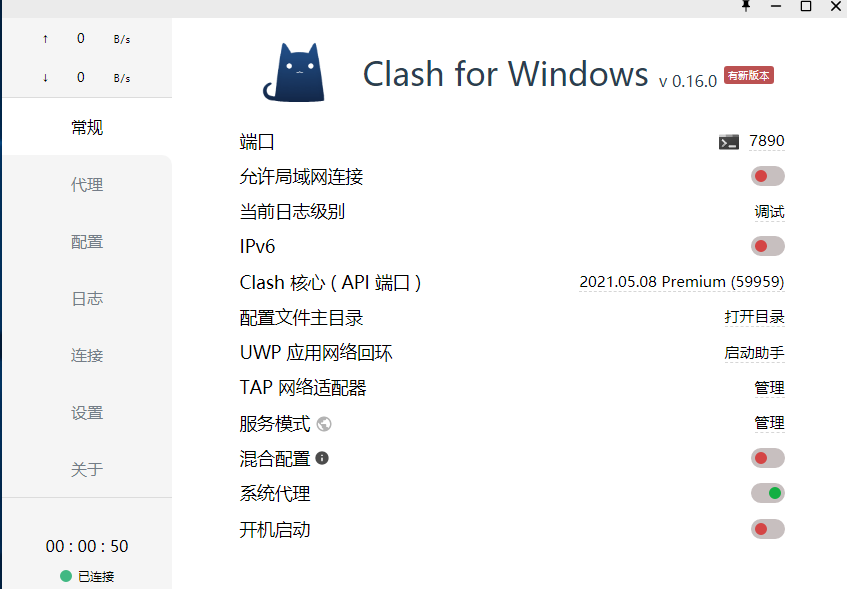 ↑ 0 B/s
↓ 0 B/s
常规
代理
配置
日志
连接
设置
关于
00 : 00 : 50
已连接
Clash for Windows v 0.16.0 有新版本
端口 7890
允许局域网连接
当前日志级别 调试
IPv6
Clash 核心 ( API 端口 ) 2021.05.08 Premium (59959)
配置文件主目录 打开目录
UWP 应用网络回环 启动助手
TAP 网络适配器 管理
服务模式 管理
混合配置
系统代理
开机启动